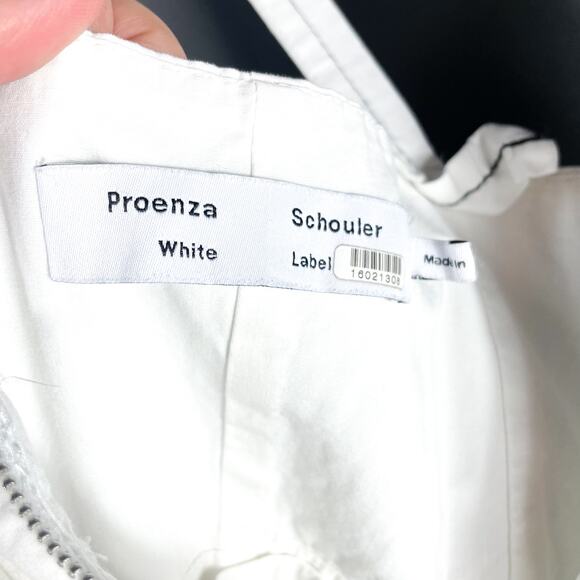 Proenza Schouler
White Label
16021308
Made in